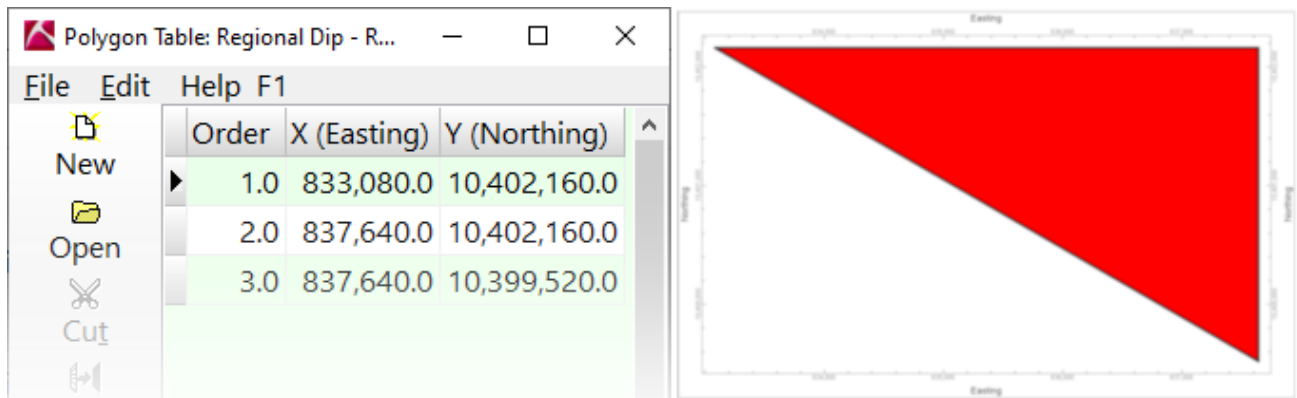 Polygon Table: Regional Dip - R...
File Edit Help F1
New
Open
Cut
Order X (Easting) Y (Northing)
1.0 833,080.0 10,402,160.0
2.0 837,640.0 10,402,160.0
3.0 837,640.0 10,399,520.0
Easting
Northing
Northing
Easting